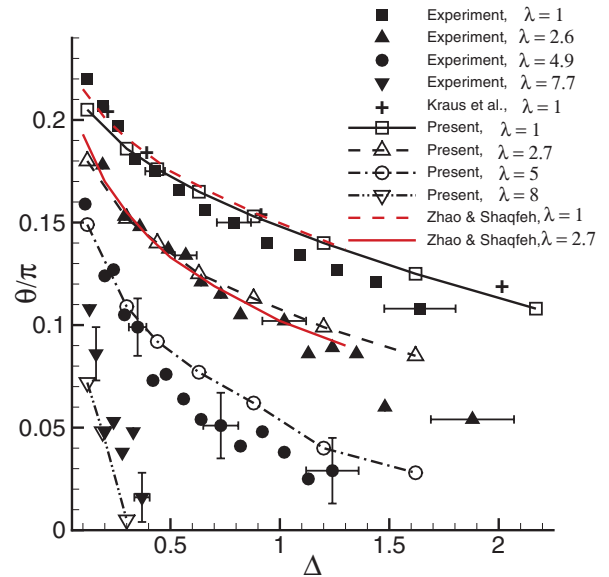 Experiment, λ = 1
Experiment, λ = 2.6
Experiment, λ = 4.9
Experiment, λ = 7.7
Kraus et al., λ = 1
Present, λ = 1
Present, λ = 2.7
Present, λ = 5
Present, λ = 8
Zhao & Shaqfeh, λ = 1
Zhao & Shaqfeh, λ = 2.7
0.2
0.15
θ/π
0.1
0.05
0
0.5
1
1.5
2
Δ